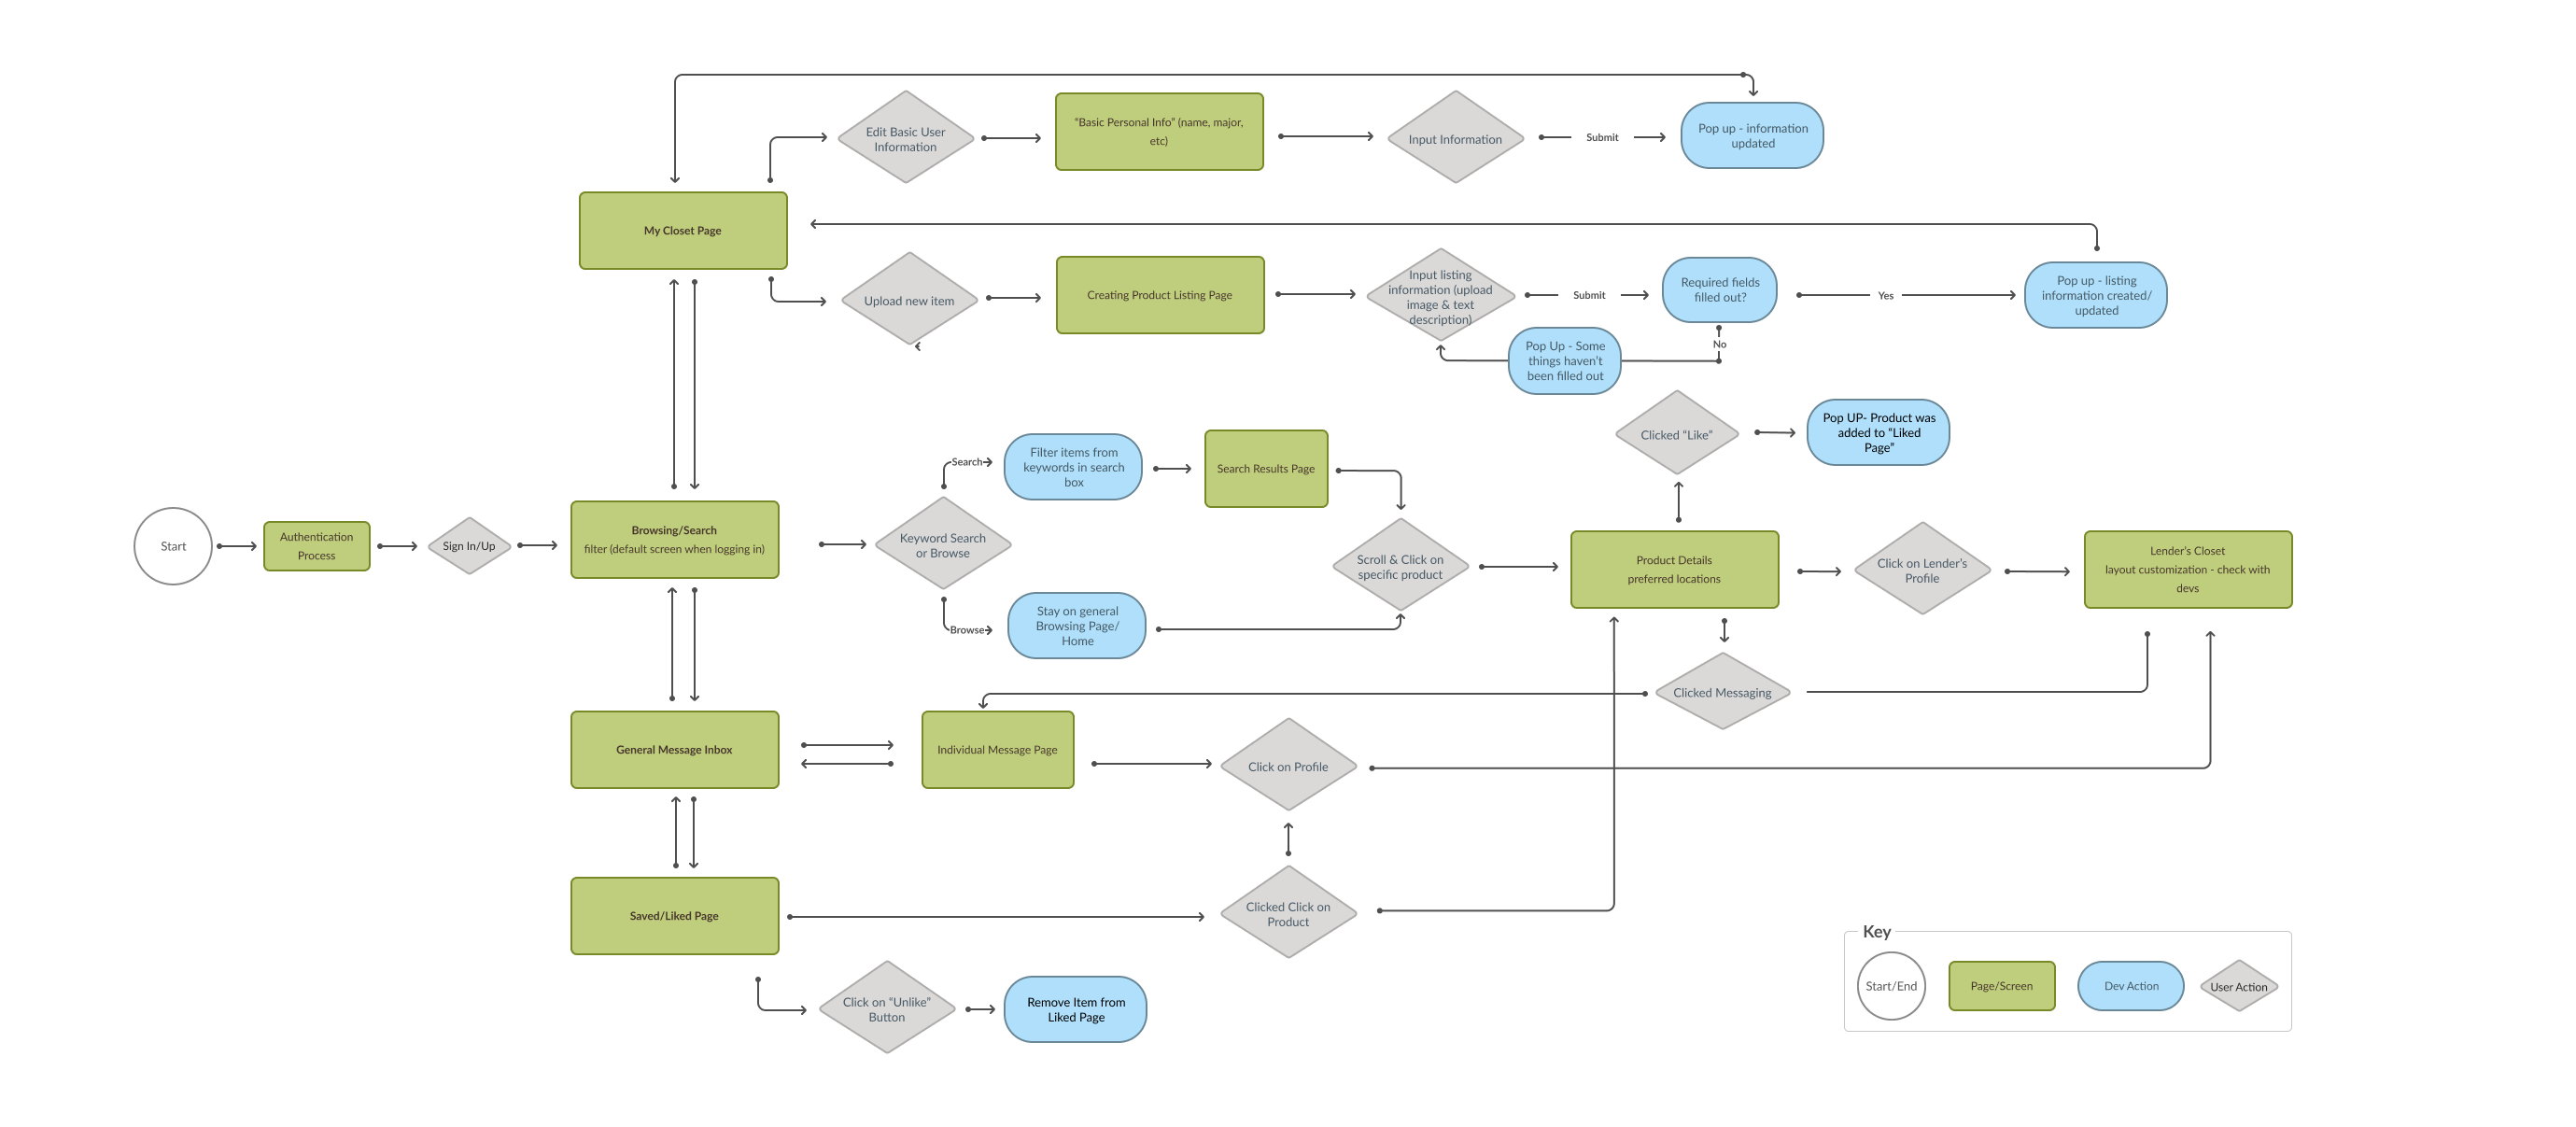 Edit Basic User
Information
“Basic Personal Info” (name, major,
etc)
Input Information
Submit
Pop up - information
updated
My Closet Page
Upload new item
Creating Product Listing Page
Input listing
information (upload
image & text
description)
Submit
Required fields
filled out?
Yes
Pop up - listing
information created/
updated
No
Pop Up - Some
things haven’t
been filled out
Clicked “Like”
Pop UP- Product was
added to “Liked
Page”
Search
Filter items from
keywords in search
box
Search Results Page
Start
Authentication
Process
Sign In/Up
Browsing/Search
filter (default screen when logging in)
Keyword Search
or Browse
Scroll & Click on
specific product
Product Details
preferred locations
Click on Lender’s
Profile
Lender’s Closet
layout customization - check with
devs
Browse
Stay on general
Browsing Page/
Home
Clicked Messaging
General Message Inbox
Individual Message Page
Click on Profile
Saved/Liked Page
Clicked Click on
Product
Click on “Unlike”
Button
Remove Item from
Liked Page
Key
Start/End
Page/Screen
Dev Action
User Action